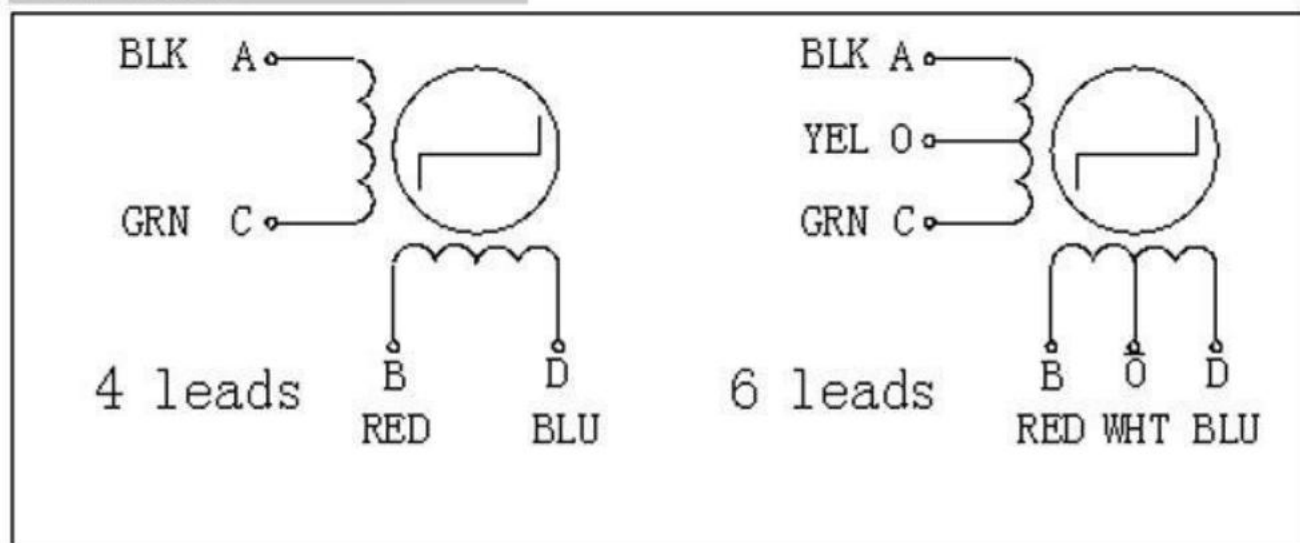 BLK A
GRN C
B D
RED BLU
4 leads
BLK A
YEL O
GRN C
B O D
RED WHT BLU
6 leads